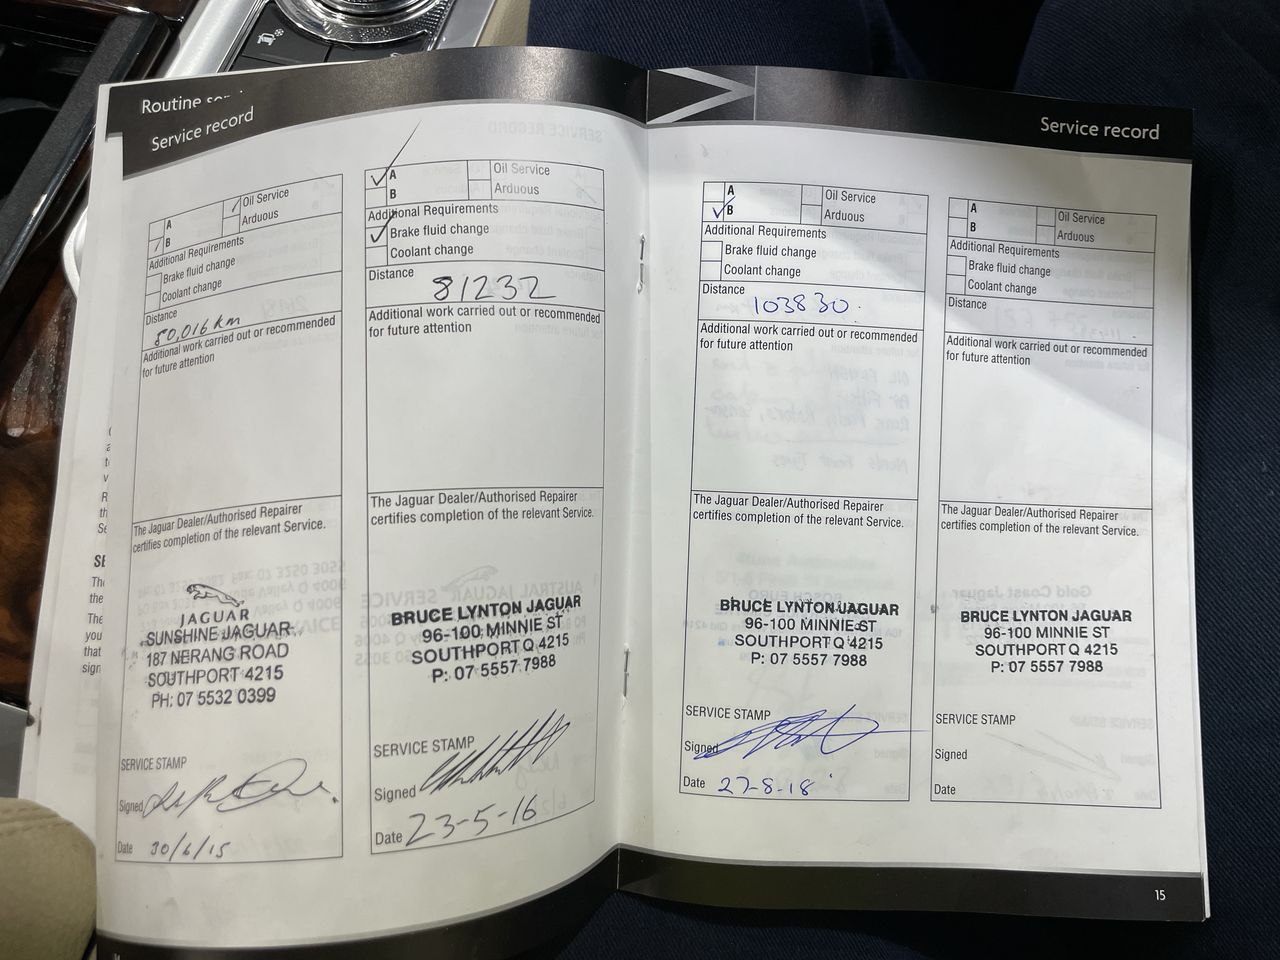 Routine
Service record
A
B
Oil Service
Arduous
Additional Requirements
Brake fluid change
Coolant change
Distance
80,016 km
Additional work carried out or recommended
for future attention
The Jaguar Dealer/Authorised Repairer
certifies completion of the relevant Service.
JAGUAR
SUNSHINE JAGUAR
187 NERANG ROAD
SOUTHPORT 4215
PH: 07 5532 0399
SERVICE STAMP
Signed
Date 30/6/15
A
B
Oil Service
Arduous
Additional Requirements
Brake fluid change
Coolant change
Distance
81232
Additional work carried out or recommended
for future attention
The Jaguar Dealer/Authorised Repairer
certifies completion of the relevant Service.
BRUCE LYNTON JAGUAR
96-100 MINNIE ST
SOUTHPORT Q 4215
P: 07 5557 7988
SERVICE STAMP
Signed
Date 23-5-16
Service record
A
B
Oil Service
Arduous
Additional Requirements
Brake fluid change
Coolant change
Distance
103830
Additional work carried out or recommended
for future attention
The Jaguar Dealer/Authorised Repairer
certifies completion of the relevant Service.
BRUCE LYNTON JAGUAR
96-100 MINNIE ST
SOUTHPORT Q 4215
P: 07 5557 7988
SERVICE STAMP
Signed
Date 27-8-18
A
B
Oil Service
Arduous
Additional Requirements
Brake fluid change
Coolant change
Distance
Additional work carried out or recommended
for future attention
The Jaguar Dealer/Authorised Repairer
certifies completion of the relevant Service.
BRUCE LYNTON JAGUAR
96-100 MINNIE ST
SOUTHPORT Q 4215
P: 07 5557 7988
SERVICE STAMP
Signed
Date
15